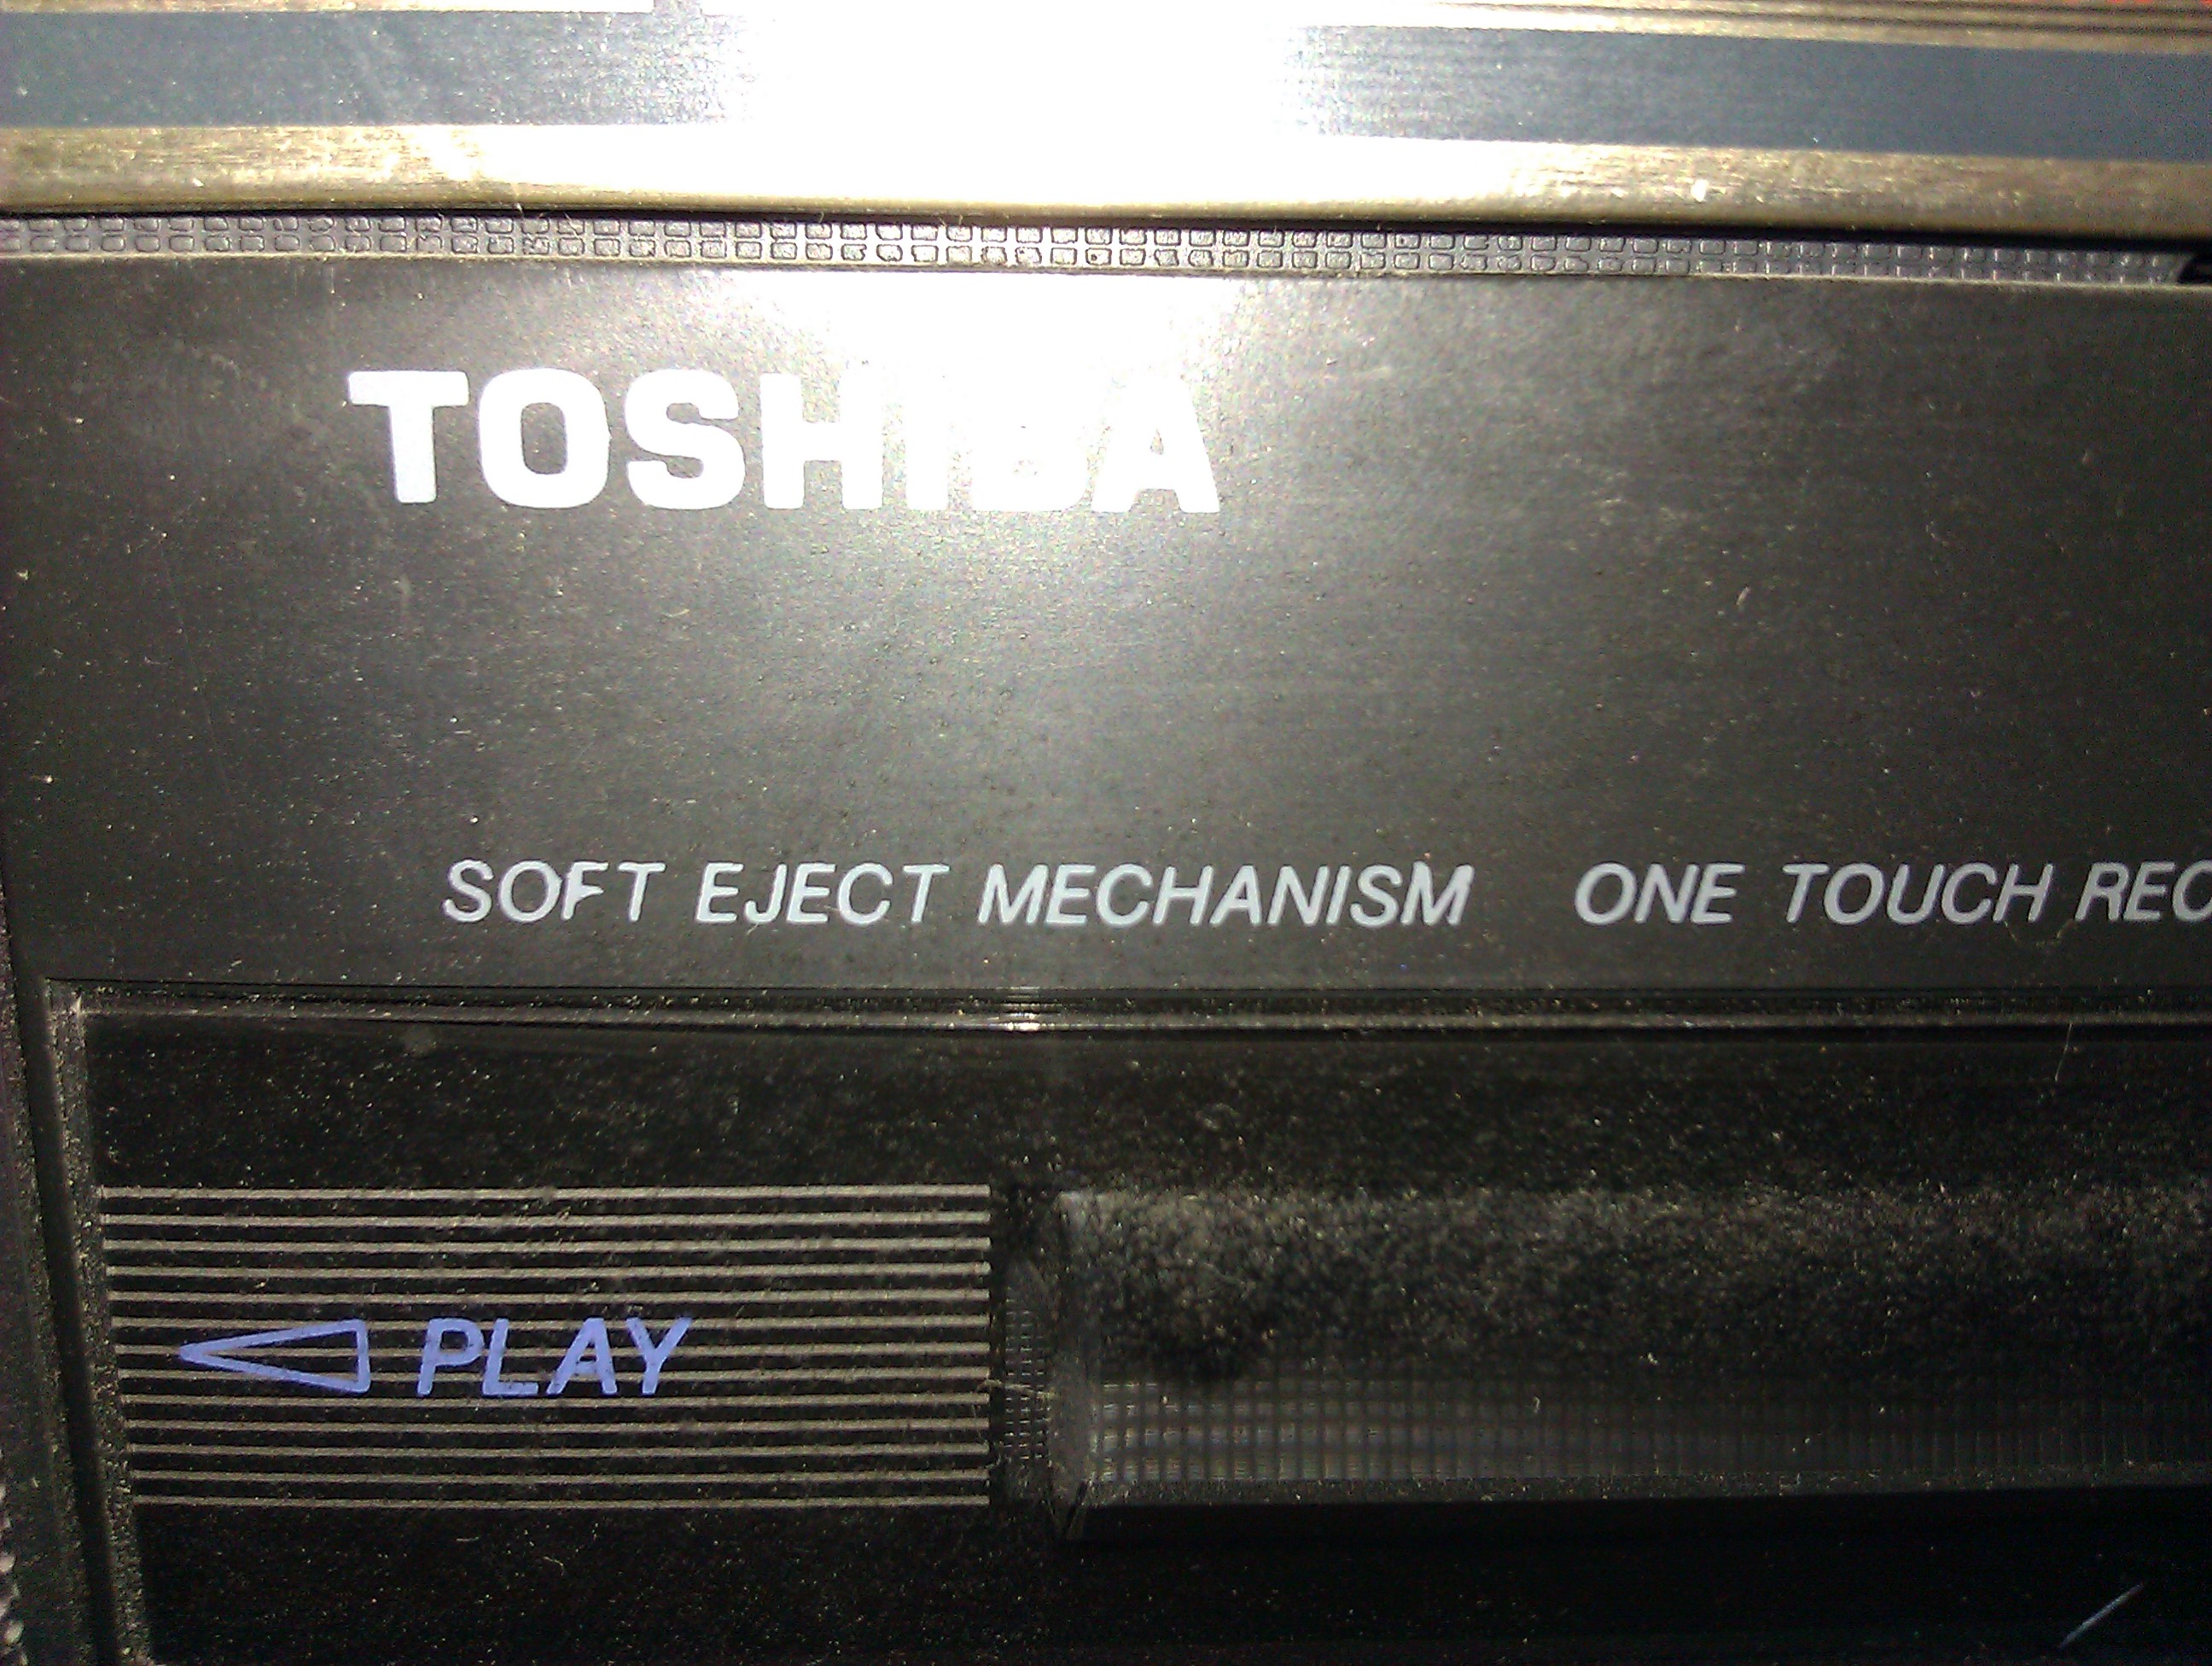 TOSHIBA
SOFT EJECT MECHANISM ONE TOUCH REC
PLAY